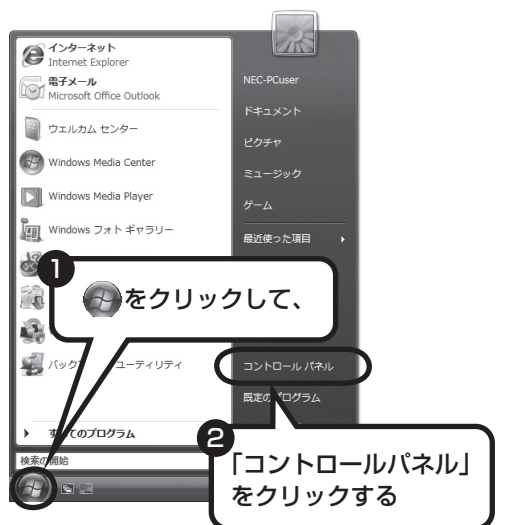 インターネット
Internet Explorer
電子メール
Microsoft Office Outlook
ウェルカム センター
Windows Media Center
Windows Media Player
Windows フォト ギャラリー
バック
ユーティリティ
すべてのプログラム
検索の開始
NEC-PCuser
ドキュメント
ピクチャ
ミュージック
ゲーム
最近使った項目
コントロール パネル
既定のプログラム
1
をクリックして、
2
「コントロールパネル」
をクリックする